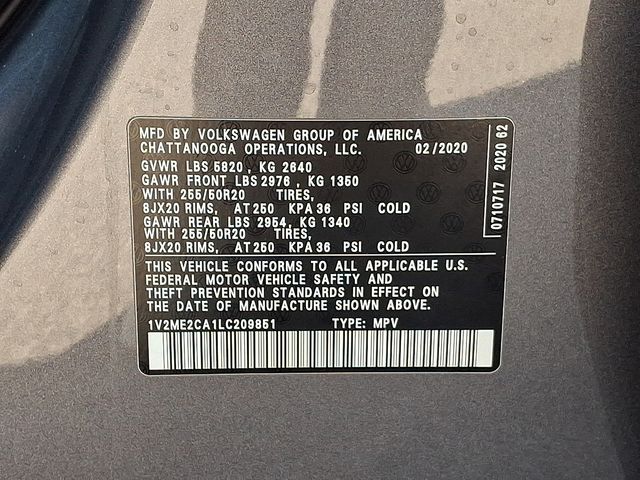 MFD BY VOLKSWAGEN GROUP OF AMERICA
CHATTANOOGA OPERATIONS, LLC. 02/2020
GVWR LBS 5820 , KG 2640
GAWR FRONT LBS 2976 , KG 1350
WITH 255/50R20 TIRES,
8JX20 RIMS, AT 250 KPA 36 PSI COLD
GAWR REAR LBS 2954, KG 1340
WITH 255/50R20 TIRES,
8JX20 RIMS, AT 250 KPA 36 PSI COLD
THIS VEHICLE CONFORMS TO ALL APPLICABLE U.S.
FEDERAL MOTOR VEHICLE SAFETY AND
THEFT PREVENTION STANDARDS IN EFFECT ON
THE DATE OF MANUFACTURE SHOWN ABOVE.
1V2ME2CA1LC209851 TYPE: MPV
0710717 2020 62